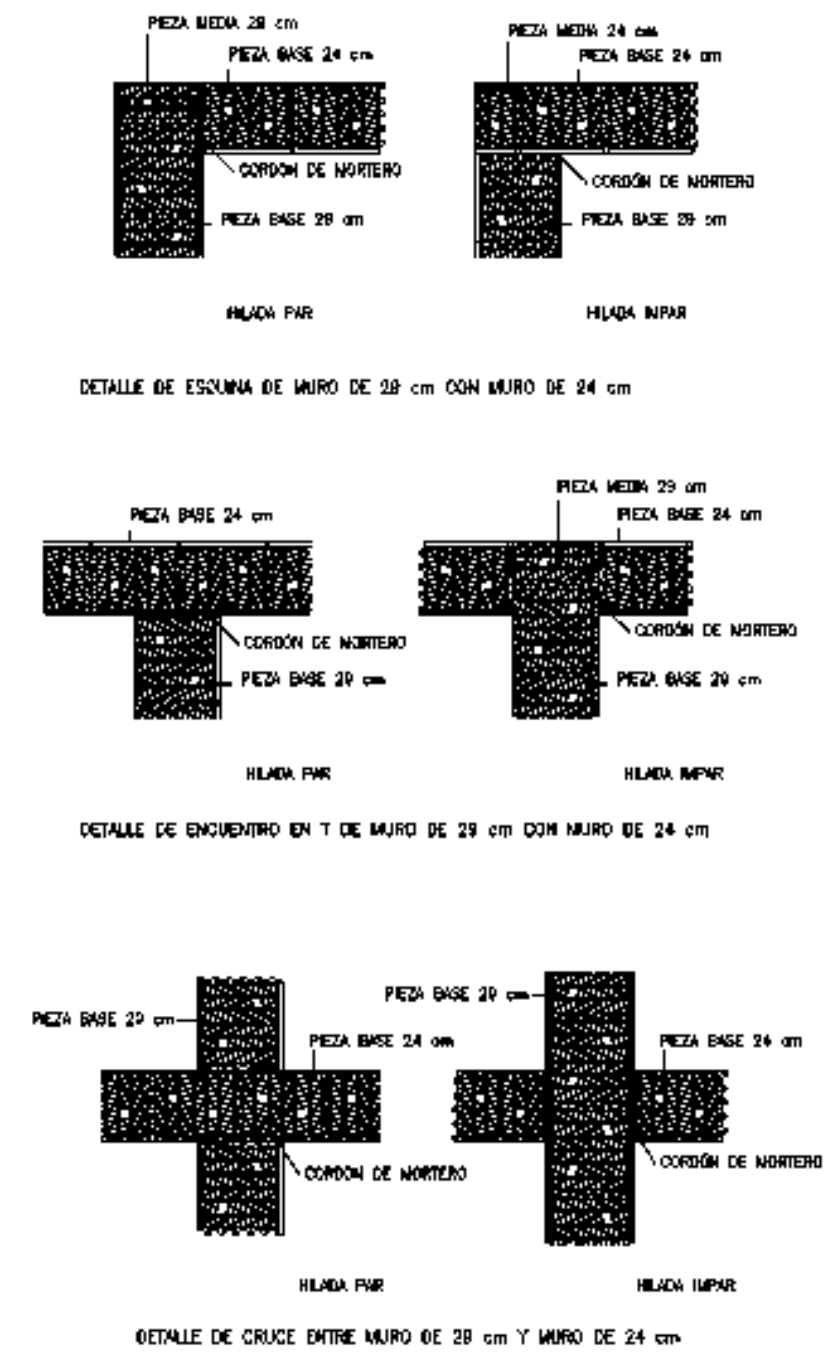 PIEZA MEDIA 29 cm
PIEZA BASE 24 cm
CORDÓN DE MORTERO
PIEZA BASE 29 cm
HILADA PAR
PIEZA MEDIA 24 cm
PIEZA BASE 24 cm
CORDÓN DE MORTERO
PIEZA BASE 29 cm
HILADA IMPAR
DETALLE DE ESQUINA DE MURO DE 29 cm CON MURO DE 24 cm
PIEZA BASE 24 cm
CORDÓN DE MORTERO
PIEZA BASE 29 cm
HILADA PAR
PIEZA MEDIA 29 cm
PIEZA BASE 24 cm
CORDÓN DE MORTERO
PIEZA BASE 29 cm
HILADA IMPAR
DETALLE DE ENCUENTRO EN T DE MURO DE 29 cm CON MURO DE 24 cm
PIEZA BASE 29 cm
PIEZA BASE 24 cm
CORDÓN DE MORTERO
HILADA PAR
PIEZA BASE 29 cm
PIEZA BASE 24 cm
CORDÓN DE MORTERO
HILADA IMPAR
DETALLE DE CRUCE ENTRE MURO DE 29 cm Y MURO DE 24 cm